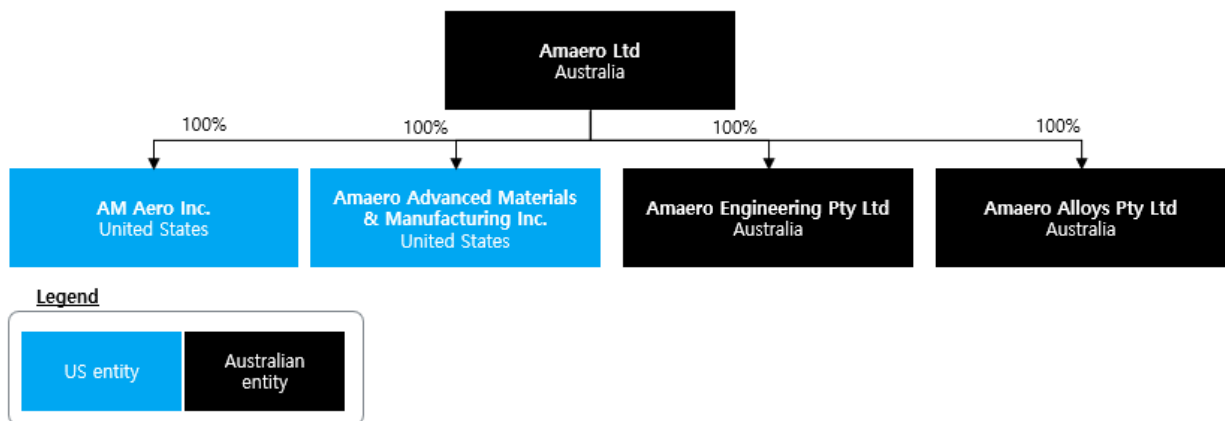 Amaero Ltd
Australia
100%
100%
100%
100%
AM Aero Inc.
United States
Amaero Advanced Materials
& Manufacturing Inc.
United States
Amaero Engineering Pty Ltd
Australia
Amaero Alloys Pty Ltd
Australia
Legend
US entity
Australian
entity